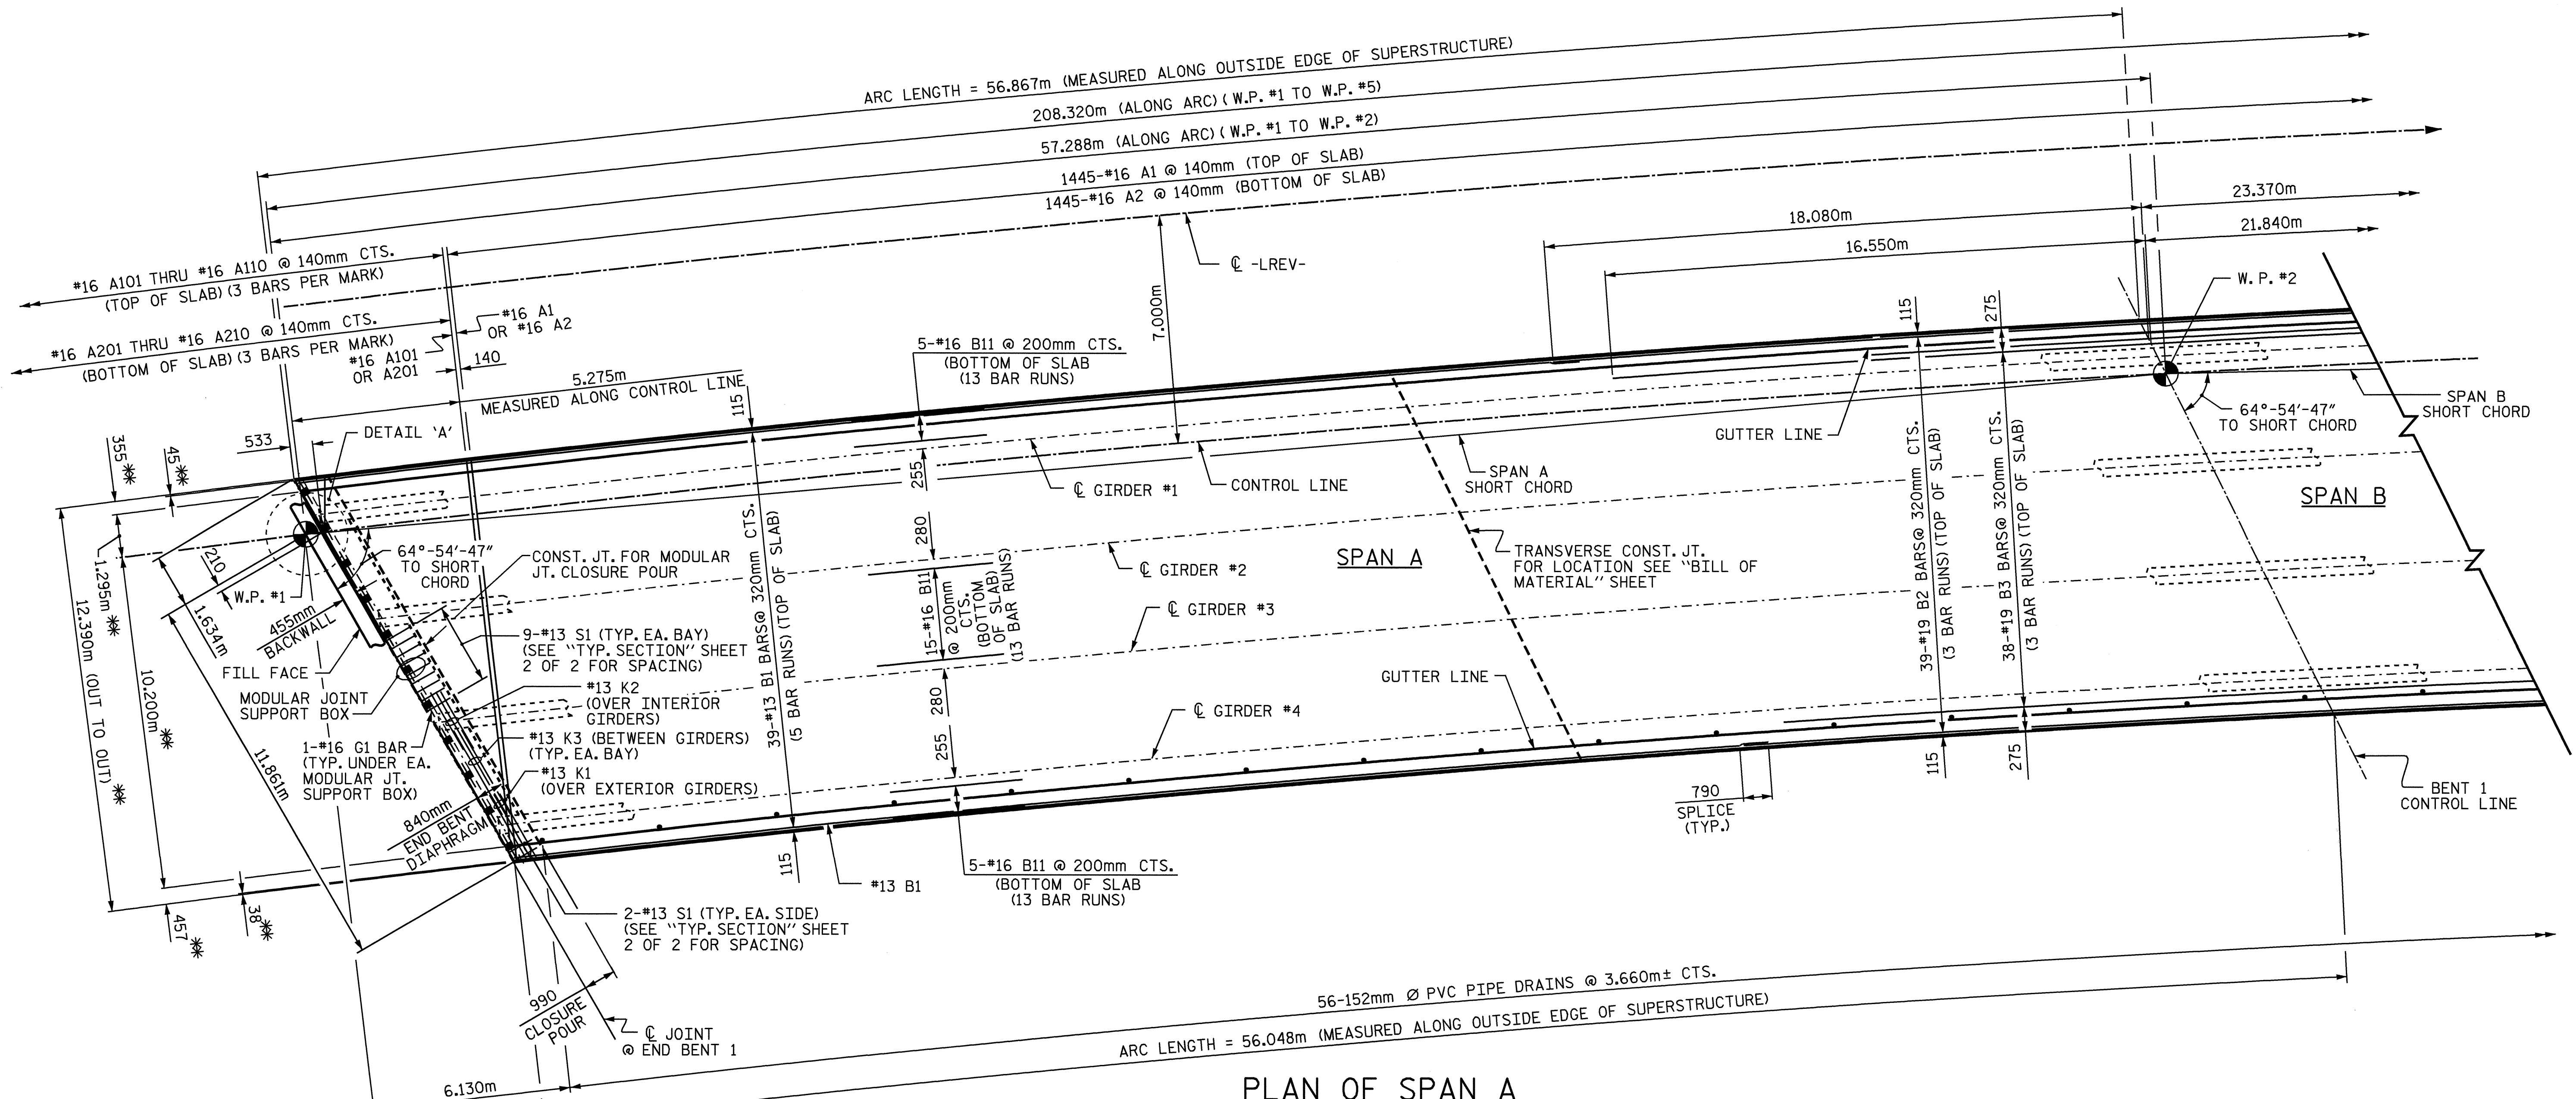 ARC LENGTH = 56.867m (MEASURED ALONG OUTSIDE EDGE OF SUPERSTRUCTURE)
208.320m (ALONG ARC) (W.P. #1 TO W.P. #5)
57.288m (ALONG ARC) (W.P. #1 TO W.P. #2)
1445-#16 A1 @ 140mm (TOP OF SLAB)
1445-#16 A2 @ 140mm (BOTTOM OF SLAB)
23.370m
18.080m
21.840m
16.550m
℄ -LREV-
7.000m
#16 A101 THRU #16 A110 @ 140mm CTS.
(TOP OF SLAB) (3 BARS PER MARK)
#16 A201 THRU #16 A210 @ 140mm CTS.
(BOTTOM OF SLAB) (3 BARS PER MARK)
#16 A1
OR #16 A2
#16 A101
OR A201
140
5.275m
MEASURED ALONG CONTROL LINE
5-#16 B11 @ 200mm CTS.
(BOTTOM OF SLAB
(13 BAR RUNS)
115
115
275
W.P. #2
SPAN B
SHORT CHORD
64°-54'-47"
TO SHORT CHORD
GUTTER LINE
533
DETAIL 'A'
355 **
45 **
255
℄ GIRDER #1
CONTROL LINE
SPAN A
SHORT CHORD
SPAN B
SPAN A
TRANSVERSE CONST. JT.
FOR LOCATION SEE "BILL OF
MATERIAL" SHEET
280
℄ GIRDER #2
15-#16 B11
@ 200mm
CTS.
(BOTTOM
OF SLAB)
(13 BAR RUNS)
℄ GIRDER #3
39-#13 B1 BARS@ 320mm CTS.
(5 BAR RUNS) (TOP OF SLAB)
39-#19 B2 BARS@ 320mm CTS.
(3 BAR RUNS) (TOP OF SLAB)
38-#19 B3 BARS@ 320mm CTS.
(3 BAR RUNS) (TOP OF SLAB)
64°-54'-47"
TO SHORT
CHORD
CONST. JT. FOR MODULAR
JT. CLOSURE POUR
210
W.P. #1
1.295m **
12.390m (OUT TO OUT) **
10.200m **
1.634m
11.861m
455mm
BACKWALL
FILL FACE
MODULAR JOINT
SUPPORT BOX
9-#13 S1 (TYP. EA. BAY)
(SEE "TYP. SECTION" SHEET
2 OF 2 FOR SPACING)
#13 K2
(OVER INTERIOR
GIRDERS)
#13 K3 (BETWEEN GIRDERS)
(TYP. EA. BAY)
#13 K1
(OVER EXTERIOR GIRDERS)
1-#16 G1 BAR
(TYP. UNDER EA.
MODULAR JT.
SUPPORT BOX)
840mm
END BENT
DIAPHRAGM
280
255
℄ GIRDER #4
GUTTER LINE
790
SPLICE
(TYP.)
115
275
BENT 1
CONTROL LINE
115
#13 B1
5-#16 B11 @ 200mm CTS.
(BOTTOM OF SLAB
(13 BAR RUNS)
457 **
38 **
2-#13 S1 (TYP. EA. SIDE)
(SEE "TYP. SECTION" SHEET
2 OF 2 FOR SPACING)
990
CLOSURE
POUR
℄ JOINT
@ END BENT 1
56-152mm Ø PVC PIPE DRAINS @ 3.660m± CTS.
ARC LENGTH = 56.048m (MEASURED ALONG OUTSIDE EDGE OF SUPERSTRUCTURE)
6.130m
PLAN OF SPAN A